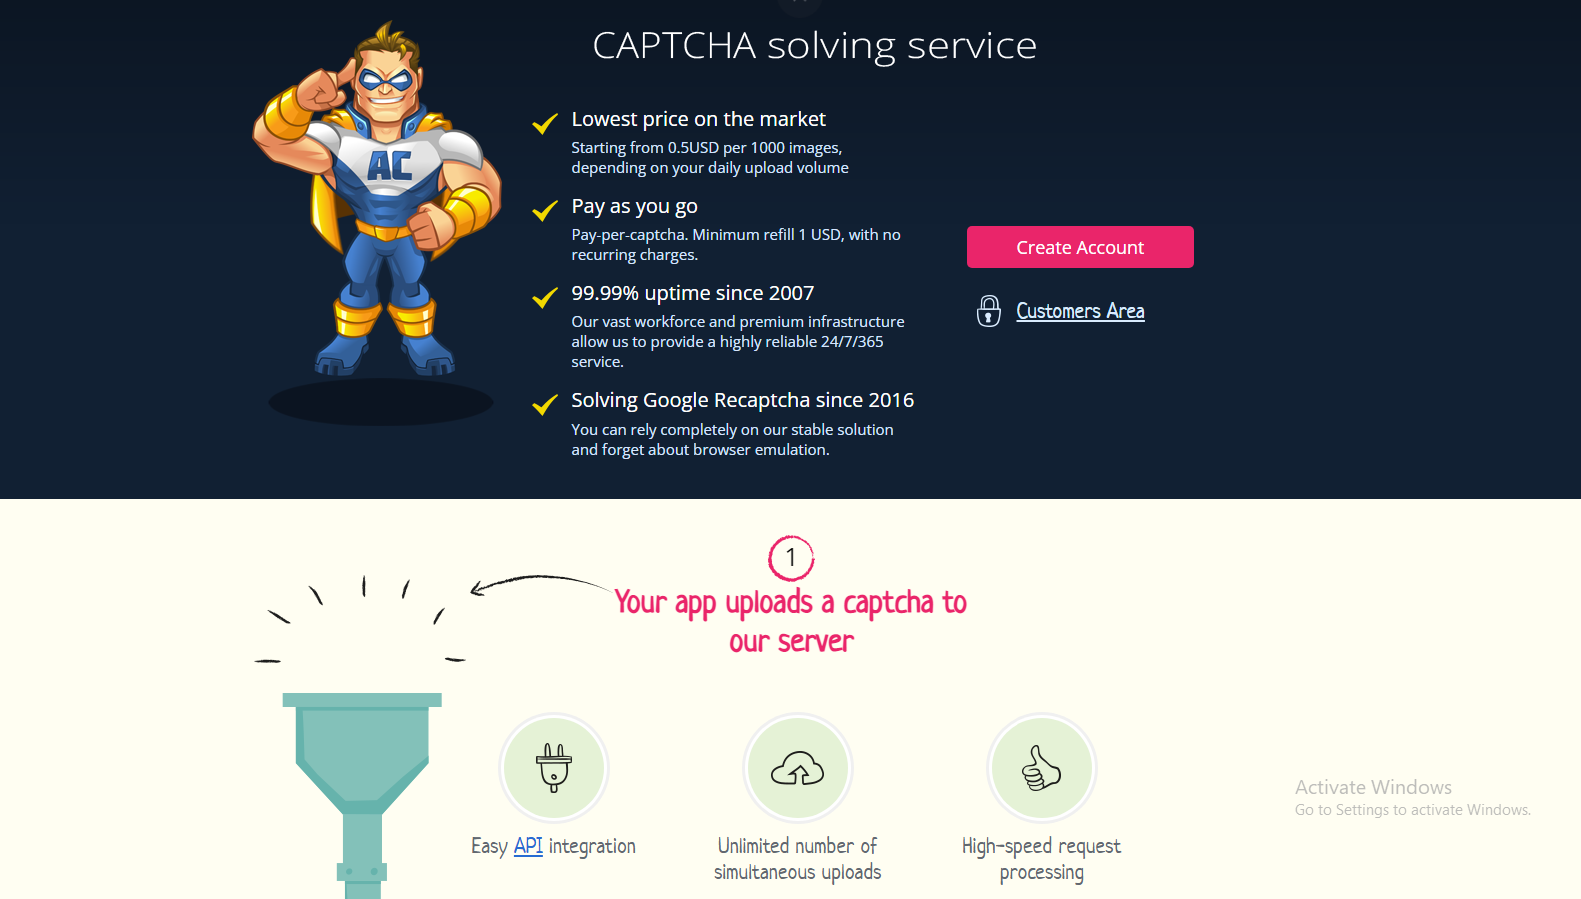 CAPTCHA solving service
AC
Lowest price on the market
Starting from 0.5USD per 1000 images,
depending on your daily upload volume
Pay as you go
Pay-per-captcha. Minimum refill 1 USD, with no
recurring charges.
99.99% uptime since 2007
Our vast workforce and premium infrastructure
allow us to provide a highly reliable 24/7/365
service.
Solving Google Recaptcha since 2016
You can rely completely on our stable solution
and forget about browser emulation.
Create Account
Customers Area
1
Your app uploads a captcha to
our server
Easy API integration
Unlimited number of
simultaneous uploads
High-speed request
processing
Activate Windows
Go to Settings to activate Windows.